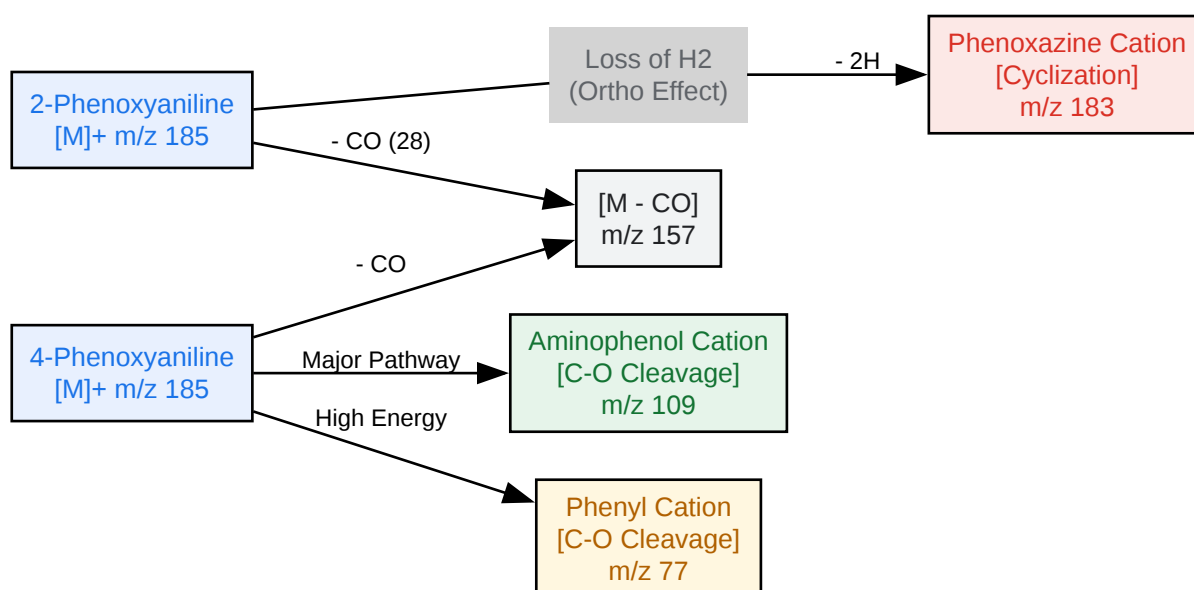 2-Phenoxyaniline
[M]+ m/z 185
Loss of H2
(Ortho Effect)
- 2H
Phenoxazine Cation
[Cyclization]
m/z 183
- CO (28)
[M - CO]
m/z 157
- CO
4-Phenoxyaniline
[M]+ m/z 185
Major Pathway
Aminophenol Cation
[C-O Cleavage]
m/z 109
High Energy
Phenyl Cation
[C-O Cleavage]
m/z 77